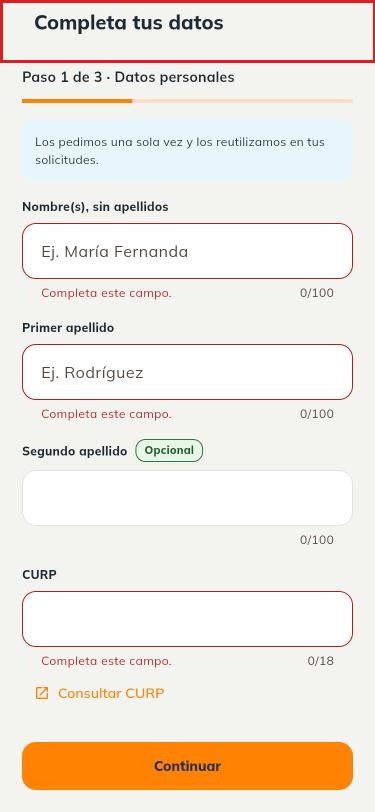 Completa tus datos
Paso 1 de 3 · Datos personales
Los pedimos una sola vez y los reutilizamos en tus
solicitudes.
Nombre(s), sin apellidos
Ej. María Fernanda
Completa este campo. 0/100
Primer apellido
Ej. Rodríguez
Completa este campo. 0/100
Segundo apellido Opcional
0/100
CURP
Completa este campo. 0/18
Consultar CURP
Continuar